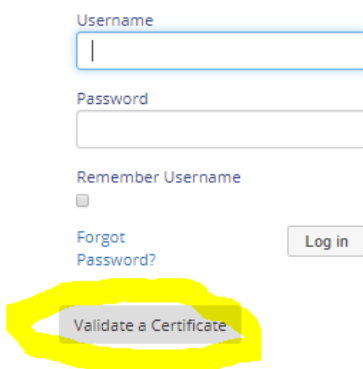 Username
Password
Remember Username
Forgot
Password?
Log in
Validate a Certificate